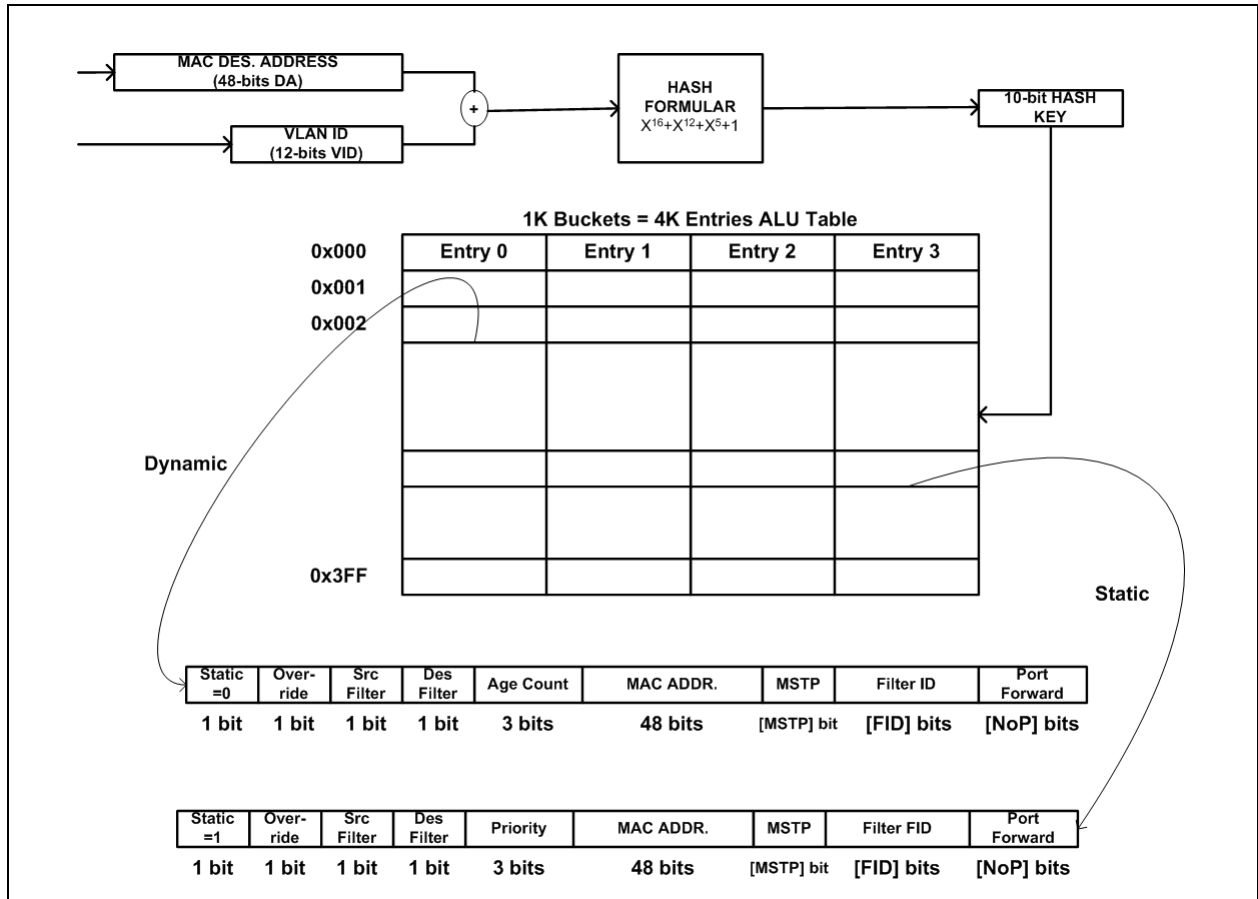 MAC DES. ADDRESS
(48-bits DA)
VLAN ID
(12-bits VID)
+
HASH
FORMULAR
X¹⁶+X¹²+X⁵+1
10-bit HASH
KEY
1K Buckets = 4K Entries ALU Table
0x000 Entry 0 Entry 1 Entry 2 Entry 3
0x001
0x002
Dynamic
0x3FF
Static
Static
=0
Over-
ride
Src
Filter
Des
Filter
Age Count
MAC ADDR.
MSTP
Filter ID
Port
Forward
1 bit 1 bit 1 bit 1 bit 3 bits 48 bits [MSTP] bit [FID] bits [NoP] bits
Static
=1
Over-
ride
Src
Filter
Des
Filter
Priority
MAC ADDR.
MSTP
Filter FID
Port
Forward
1 bit 1 bit 1 bit 1 bit 3 bits 48 bits [MSTP] bit [FID] bits [NoP] bits